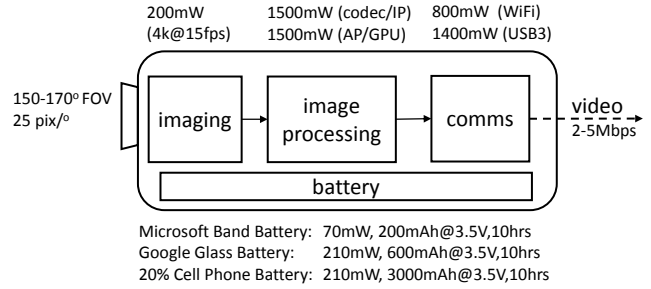 200mW
(4k@15fps)
1500mW (codec/IP)
1500mW (AP/GPU)
800mW (WiFi)
1400mW (USB3)
150-170º FOV
25 pix/º
imaging
image
processing
comms
video
2-5Mbps
battery
Microsoft Band Battery: 70mW, 200mAh@3.5V,10hrs
Google Glass Battery: 210mW, 600mAh@3.5V,10hrs
20% Cell Phone Battery: 210mW, 3000mAh@3.5V,10hrs